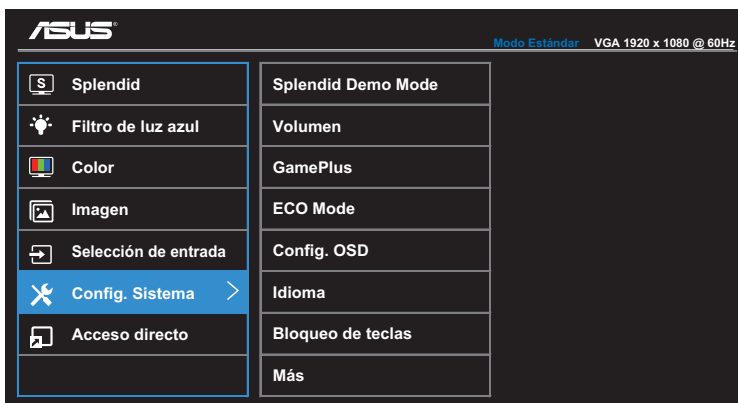 ASUS
Modo Estándar VGA 1920 x 1080 @ 60Hz
S Splendid
Filtro de luz azul
Color
Imagen
Selección de entrada
Config. Sistema
Acceso directo
Splendid Demo Mode
Volumen
GamePlus
ECO Mode
Config. OSD
Idioma
Bloqueo de teclas
Más